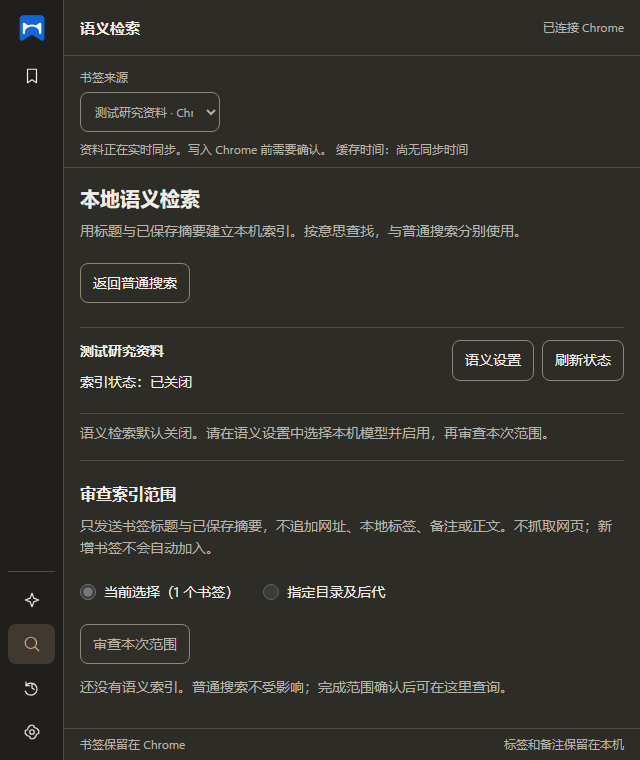 语义检索
已连接 Chrome
书签来源
测试研究资料 · Chr
资料正在实时同步。写入 Chrome 前需要确认。 缓存时间：尚无同步时间
本地语义检索
用标题与已保存摘要建立本机索引。按意思查找，与普通搜索分别使用。
返回普通搜索
测试研究资料
语义设置
刷新状态
索引状态：已关闭
语义检索默认关闭。请在语义设置中选择本机模型并启用，再审查本次范围。
审查索引范围
只发送书签标题与已保存摘要，不追加网址、本地标签、备注或正文。不抓取网页；新
增书签不会自动加入。
当前选择（1 个书签）
指定目录及后代
审查本次范围
还没有语义索引。普通搜索不受影响；完成范围确认后可在这里查询。
书签保留在 Chrome
标签和备注保留在本机